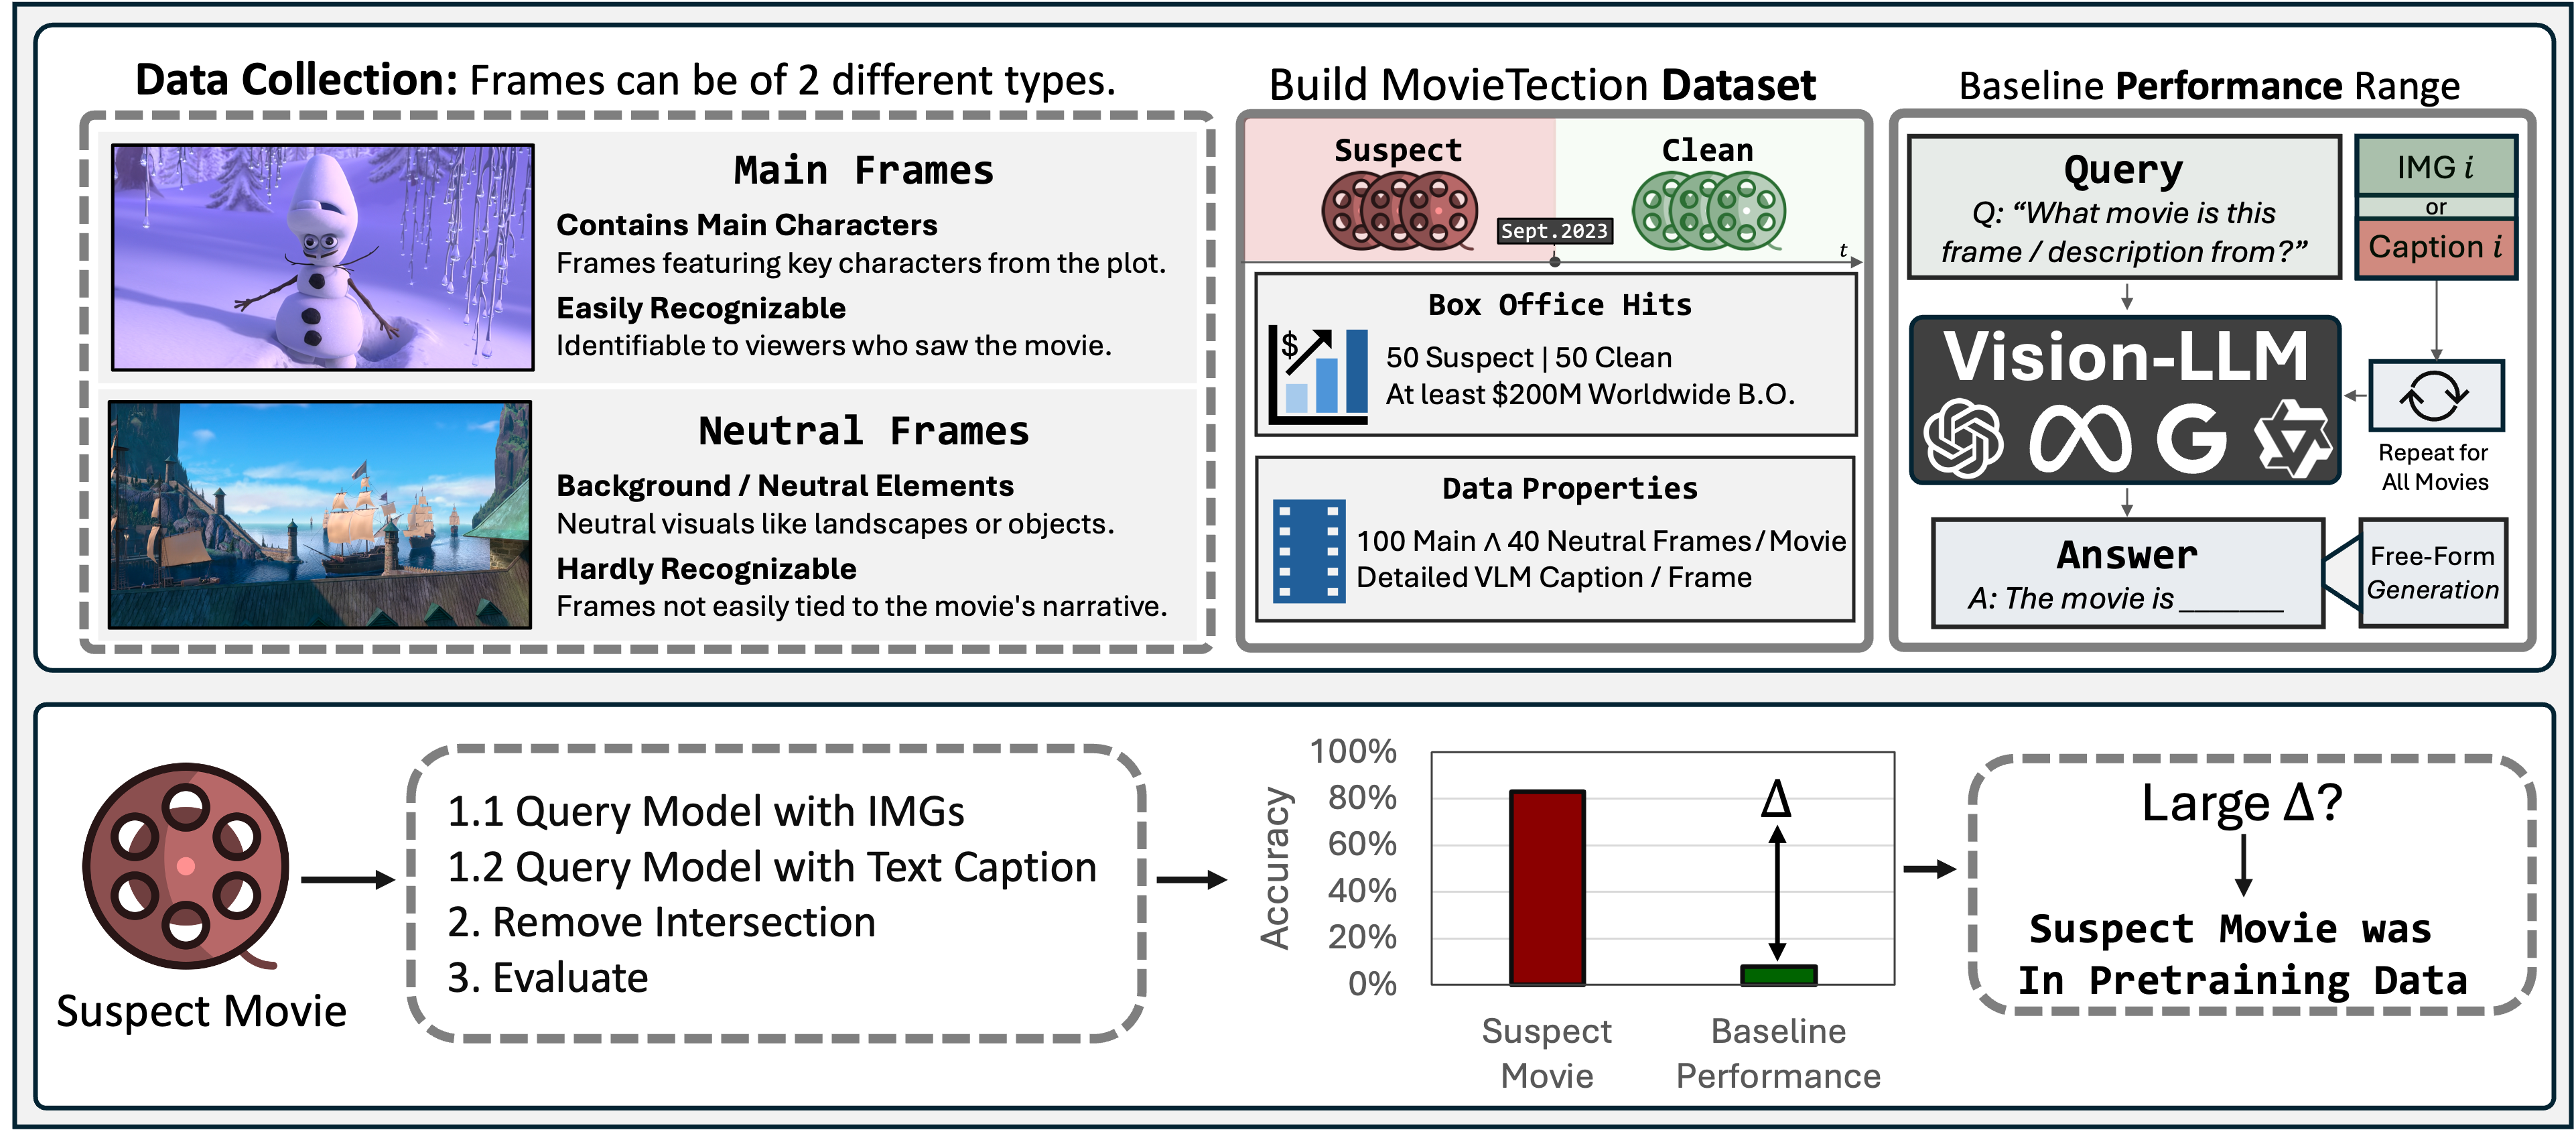 Data Collection: Frames can be of 2 different types.
Main Frames
Contains Main Characters
Frames featuring key characters from the plot.
Easily Recognizable
Identifiable to viewers who saw the movie.
Neutral Frames
Background / Neutral Elements
Neutral visuals like landscapes or objects.
Hardly Recognizable
Frames not easily tied to the movie's narrative.
Build MovieTection Dataset
Suspect
Clean
Sept.2023
t
Box Office Hits
$
50 Suspect | 50 Clean
At least $200M Worldwide B.O.
Data Properties
100 Main ∧ 40 Neutral Frames/Movie
Detailed VLM Caption / Frame
Baseline Performance Range
Query
Q: “What movie is this
frame / description from?”
IMG i
or
Caption i
Vision-LLM
Repeat for
All Movies
Answer
A: The movie is _______
Free-Form
Generation
Suspect Movie
1.1 Query Model with IMGs
1.2 Query Model with Text Caption
2. Remove Intersection
3. Evaluate
Accuracy
100%
80%
60%
40%
20%
0%
Δ
Suspect
Movie
Baseline
Performance
Large Δ?
Suspect Movie was
In Pretraining Data